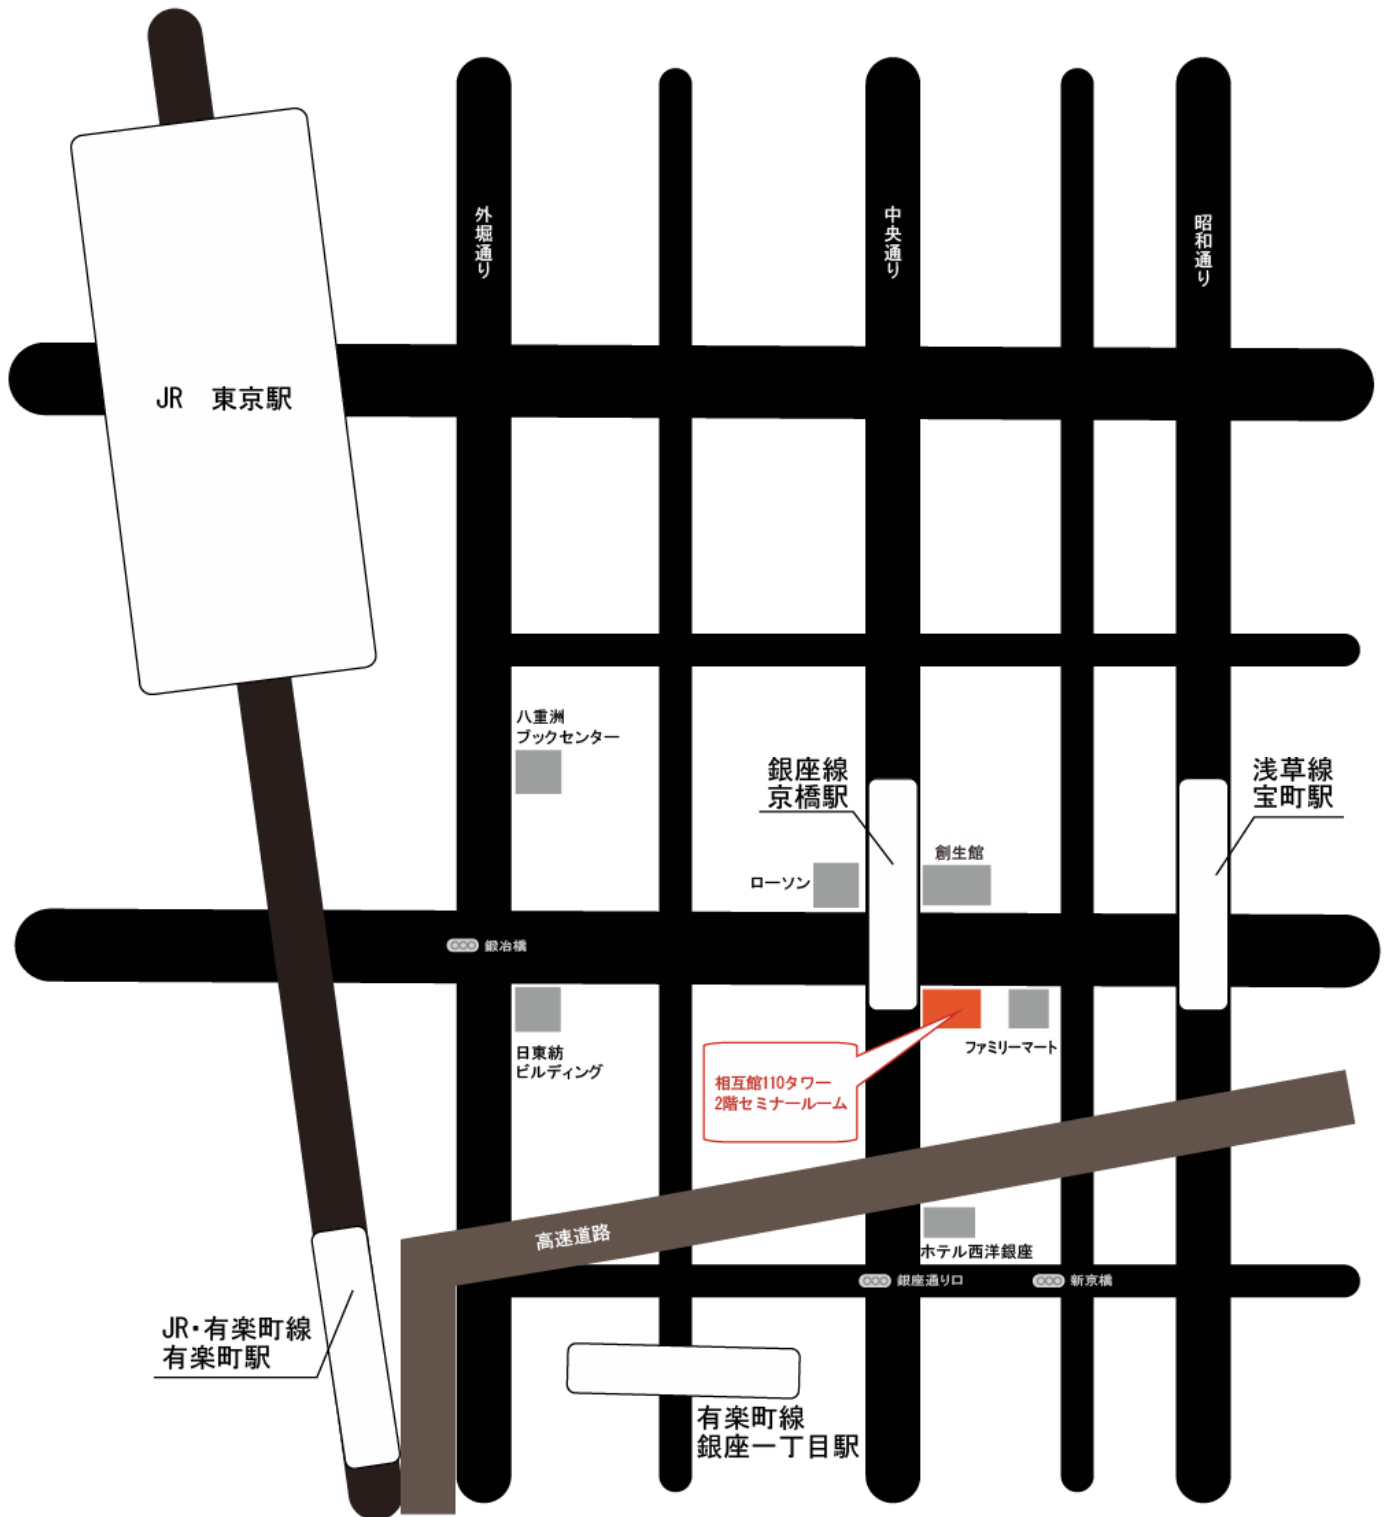 外堀通り
中央通り
昭和通り
JR　東京駅
八重洲
ブックセンター
銀座線
京橋駅
浅草線
宝町駅
創生館
ローソン
鍛冶橋
日東紡
ビルディング
ファミリーマート
相互館110タワー
2階セミナールーム
高速道路
ホテル西洋銀座
銀座通り口
新京橋
JR・有楽町線
有楽町駅
有楽町線
銀座一丁目駅